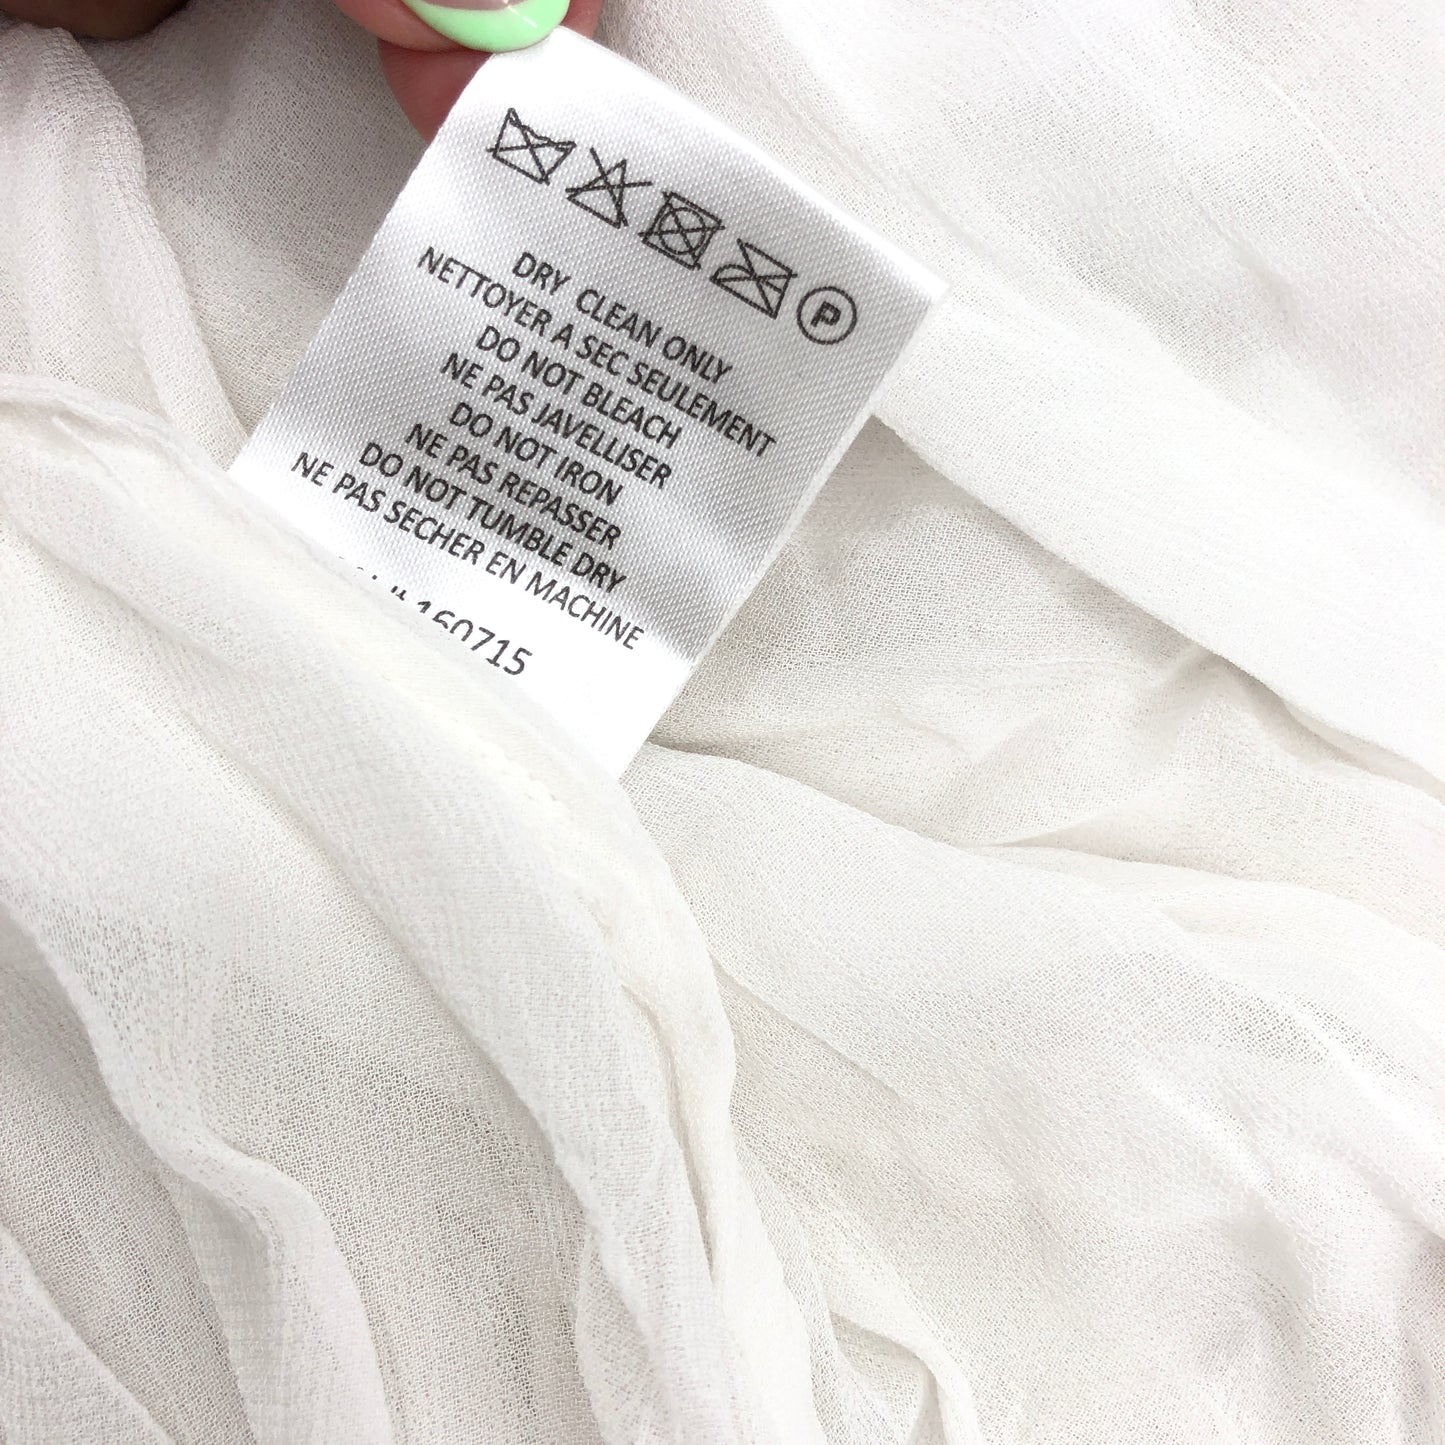 P
DRY CLEAN ONLY
NETTOYER A SEC SEULEMENT
DO NOT BLEACH
NE PAS JAVELLISER
DO NOT IRON
NE PAS REPASSER
DO NOT TUMBLE DRY
NE PAS SECHER EN MACHINE
160715